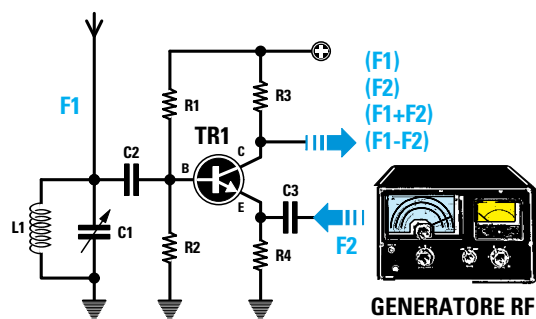 F1
(F1)
(F2)
(F1+F2)
(F1-F2)
R1
R3
TR1
C2
B
C
E
C3
L1
C1
R2
R4
F2
GENERATORE RF